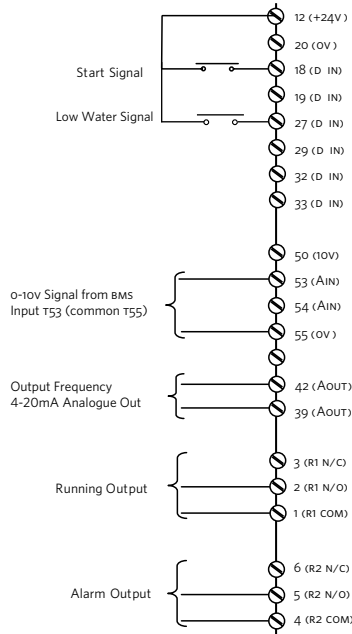 12 (+24V)
20 (0V)
Start Signal
18 (D IN)
19 (D IN)
Low Water Signal
27 (D IN)
29 (D IN)
32 (D IN)
33 (D IN)
50 (10V)
53 (AIN)
0-10V Signal from BMS
Input T53 (common T55)
54 (AIN)
55 (0V)
Output Frequency
4-20mA Analogue Out
42 (AOUT)
39 (AOUT)
3 (R1 N/C)
Running Output
2 (R1 N/O)
1 (R1 COM)
6 (R2 N/C)
Alarm Output
5 (R2 N/O)
4 (R2 COM)